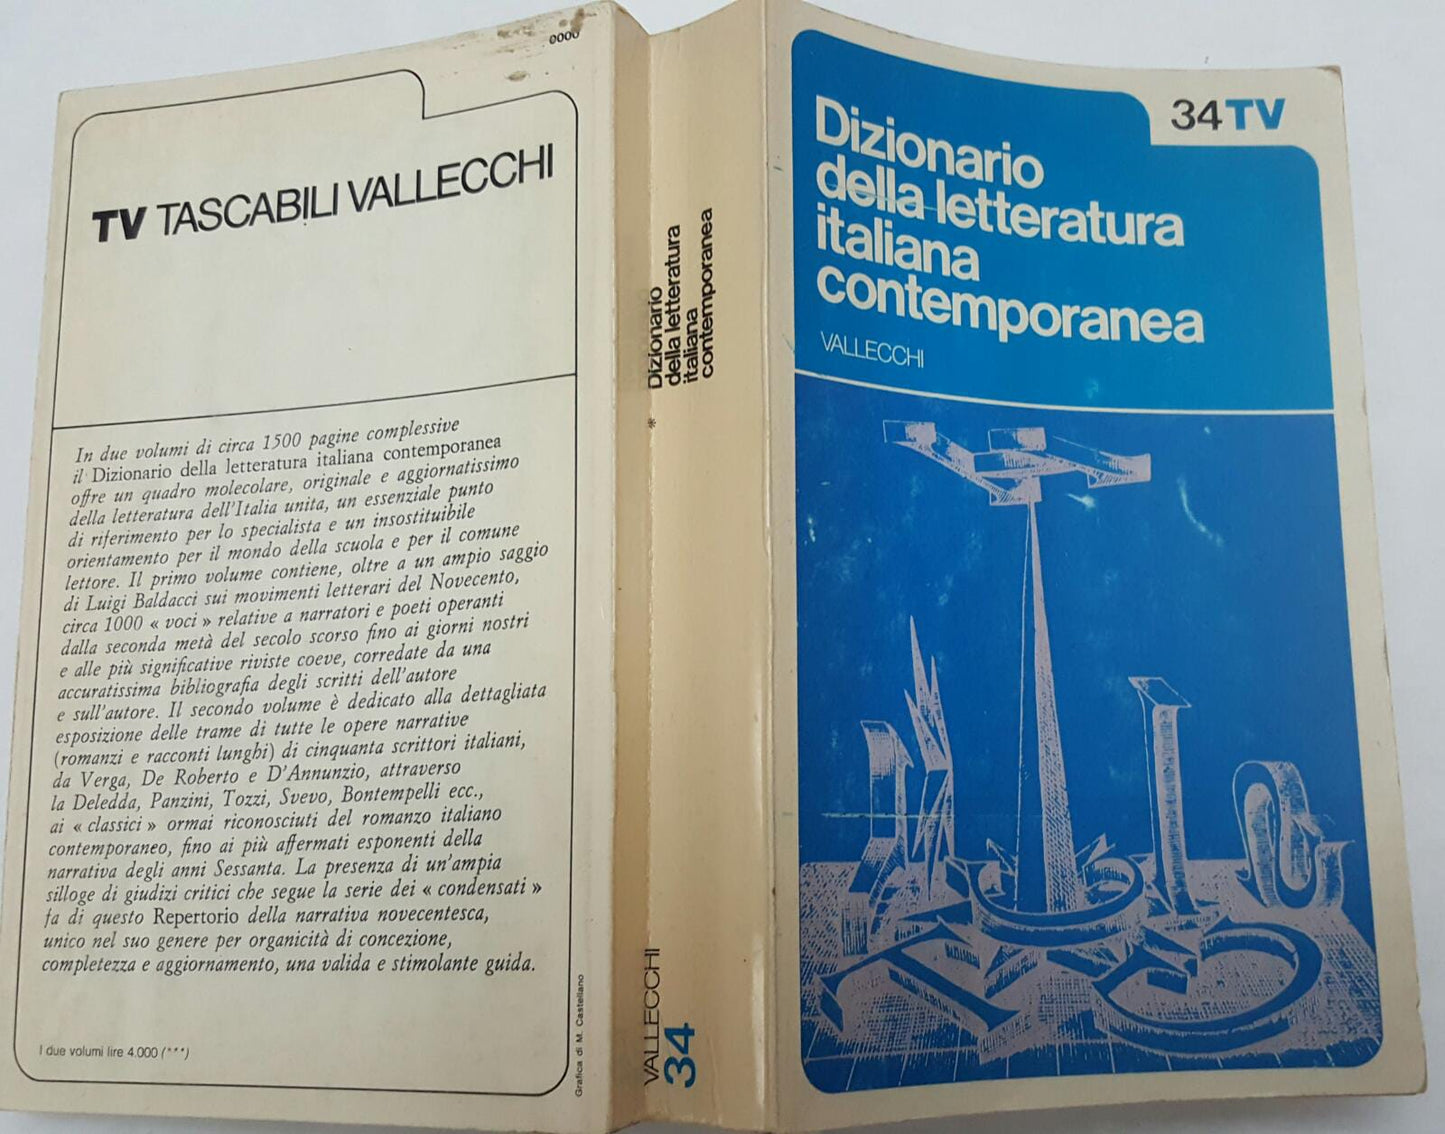 0000
TV TASCABILI VALLECCHI
In due volumi di circa 1500 pagine complessive
il Dizionario della letteratura italiana contemporanea
offre un quadro molecolare, originale e aggiornatissimo
della letteratura dell'Italia unita, un essenziale punto
di riferimento per lo specialista e un insostituibile
orientamento per il mondo della scuola e per il comune
lettore. Il primo volume contiene, oltre a un ampio saggio
di Luigi Baldacci sui movimenti letterari del Novecento,
circa 1000 « voci » relative a narratori e poeti operanti
dalla seconda metà del secolo scorso fino ai giorni nostri
e alle più significative riviste coeve, corredate da una
accuratissima bibliografia degli scritti dell'autore
e sull'autore. Il secondo volume è dedicato alla dettagliata
esposizione delle trame di tutte le opere narrative
(romanzi e racconti lunghi) di cinquanta scrittori italiani,
da Verga, De Roberto e D'Annunzio, attraverso
la Deledda, Panzini, Tozzi, Svevo, Bontempelli ecc.,
ai « classici » ormai riconosciuti del romanzo italiano
contemporaneo, fino ai più affermati esponenti della
narrativa degli anni Sessanta. La presenza di un'ampia
silloge di giudizi critici che segue la serie dei « condensati »
fa di questo Repertorio della narrativa novecentesca,
unico nel suo genere per organicità di concezione,
completezza e aggiornamento, una valida e stimolante guida.
I due volumi lire 4.000 (***)
Grafica di M. Castellano
Dizionario
della letteratura
italiana
contemporanea
*
VALLECCHI
34
34TV
Dizionario
della letteratura
italiana
contemporanea
VALLECCHI